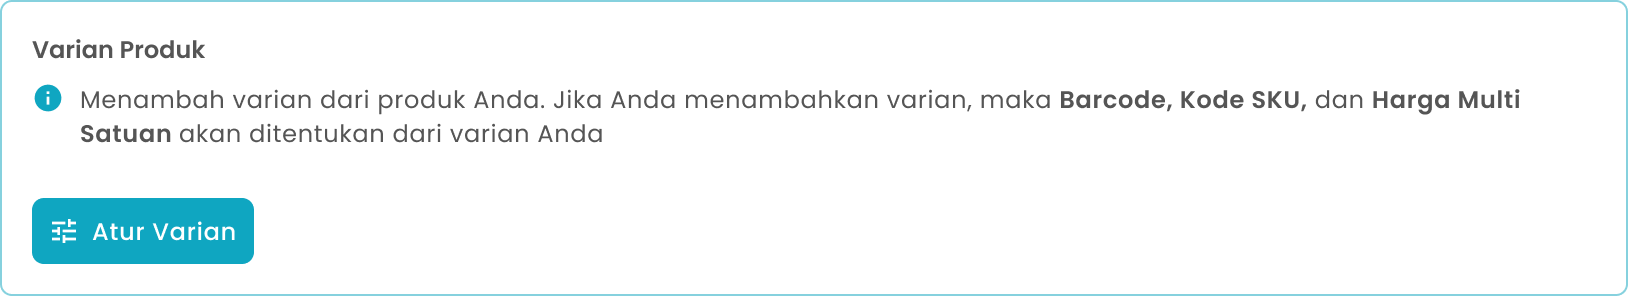 Varian Produk
Menambah varian dari produk Anda. Jika Anda menambahkan varian, maka Barcode, Kode SKU, dan Harga Multi
Satuan akan ditentukan dari varian Anda
Atur Varian